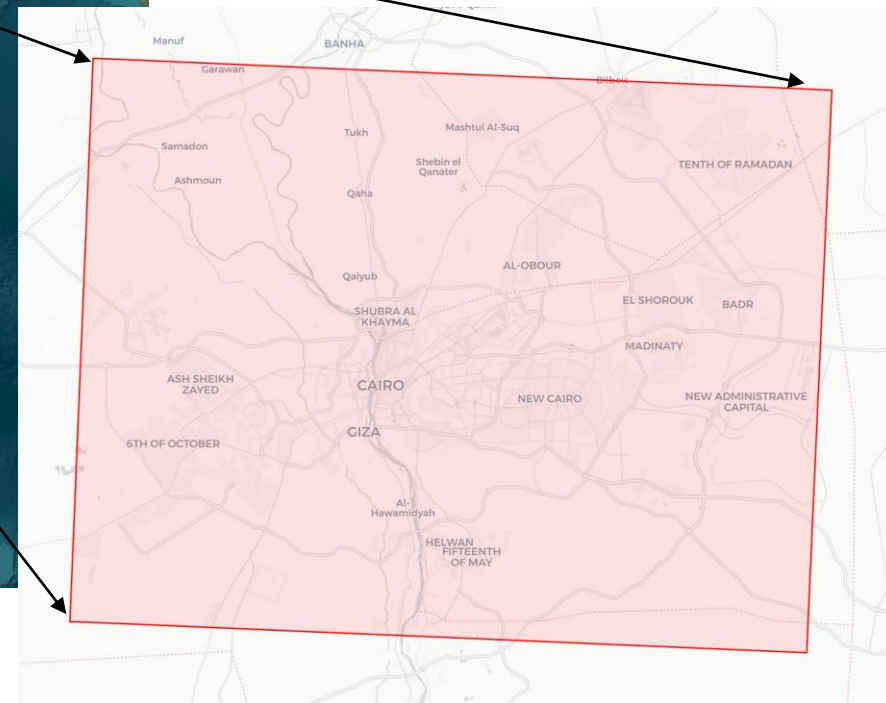 Manuf
BANHA
Garawan
Bilbeis
Tukh
Mashtul Al-Suq
Samadon
Shebin el
Qanater
TENTH OF RAMADAN
Ashmoun
Qaha
AL-OBOUR
Qalyub
EL SHOROUK
BADR
SHUBRA AL
KHAYMA
MADINATY
ASH SHEIKH
ZAYED
CAIRO
NEW CAIRO
NEW ADMINISTRATIVE
CAPITAL
GIZA
6TH OF OCTOBER
Al-
Hawamidyah
HELWAN
FIFTEENTH
OF MAY